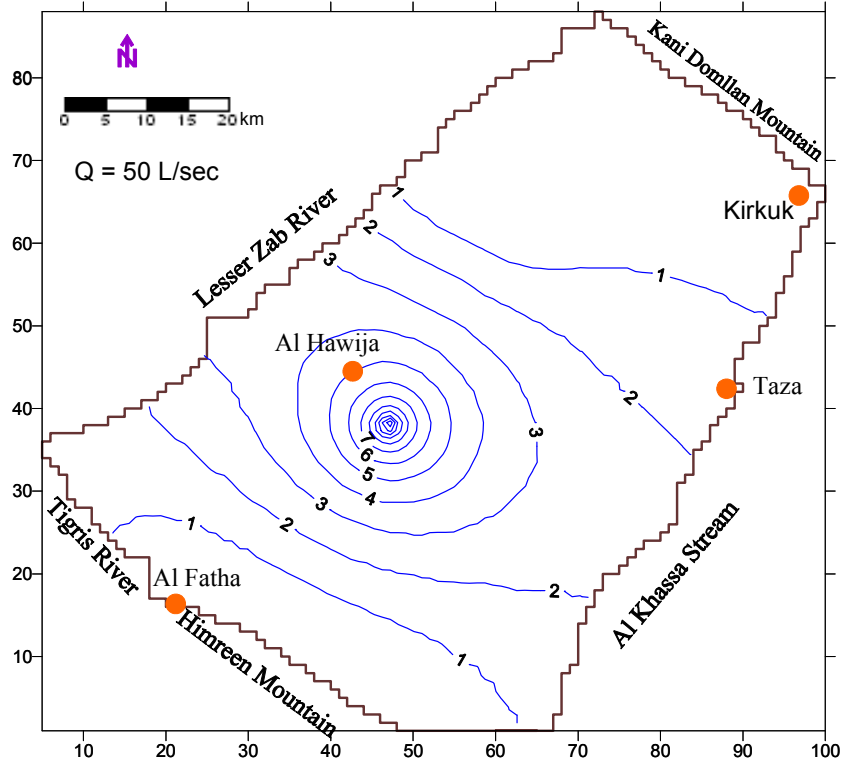 N
0 5 10 15 20 km
Q = 50 L/sec
Kani Domllan Mountain
Kirkuk
Lesser Zab River
Al Hawija
Taza
Tigris River
Al Fatha
Himreen Mountain
Al Khassa Stream
1
2
3
1
2
3
7
6
5
4
3
2
1
2
1
80
70
60
50
40
30
20
10
10 20 30 40 50 60 70 80 90 100